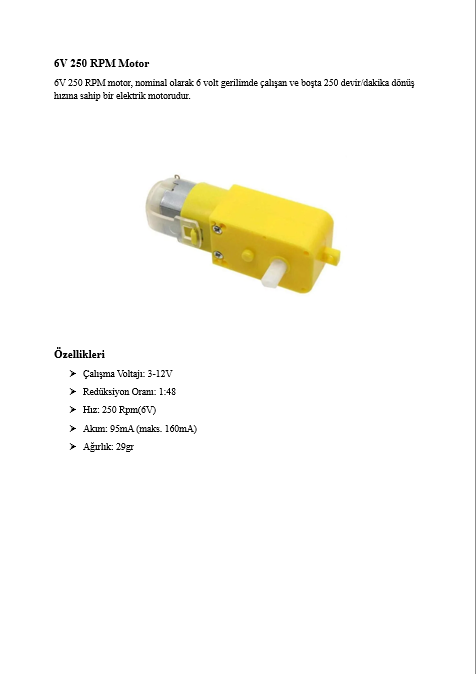 6V 250 RPM Motor
6V 250 RPM motor, nominal olarak 6 volt gerilimde çalışan ve boşta 250 devir/dakika dönüş
hızına sahip bir elektrik motorudur.
Özellikleri
➤ Çalışma Voltajı: 3-12V
➤ Redüksiyon Oranı: 1:48
➤ Hız: 250 Rpm(6V)
➤ Akım: 95mA (maks. 160mA)
➤ Ağırlık: 29gr